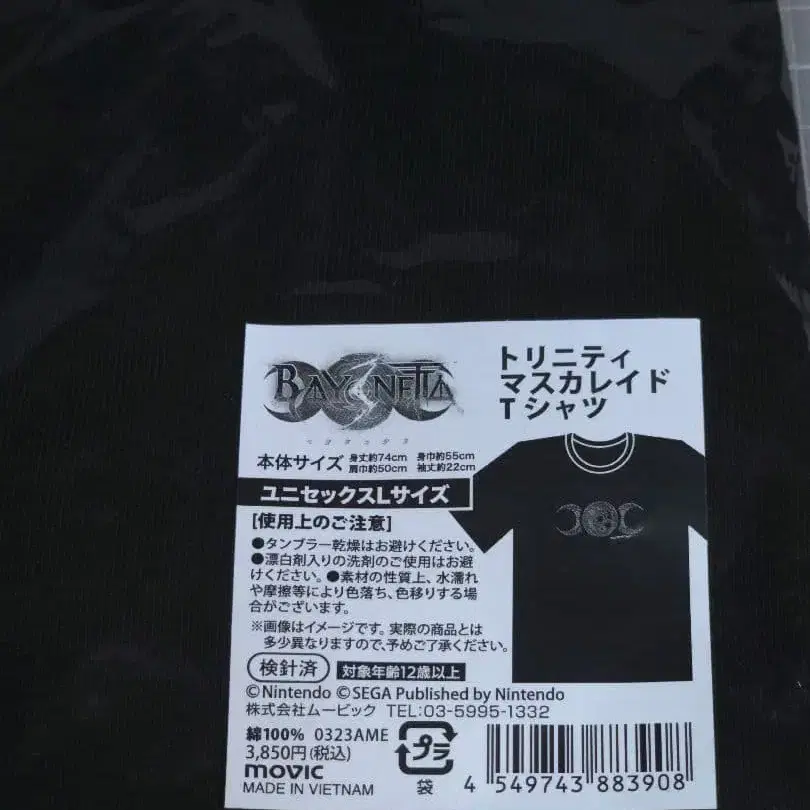 BAYONETTA
ベヨネッタ3
トリニティ
マスカレイド
Tシャツ
本体サイズ 身丈約74cm 身巾約55cm
肩巾約50cm 袖丈約22cm
ユニセックスLサイズ
[使用上のご注意]
●タンブラー乾燥はお避けください。
●漂白剤入りの洗剤のご使用はお避
けください。●素材の性質上、水濡れ
や摩擦等により色落ち、色移りする場
合がございます。
※画像はイメージです。実際の商品とは
多少異なりますので、予めご了承ください。
検針済 対象年齢12歳以上
©Nintendo ©SEGA Published by Nintendo
株式会社ムービック TEL:03-5995-1332
綿100% 0323AME
3,850円(税込)
movic
MADE IN VIETNAM
プラ
袋
4 549743 883908